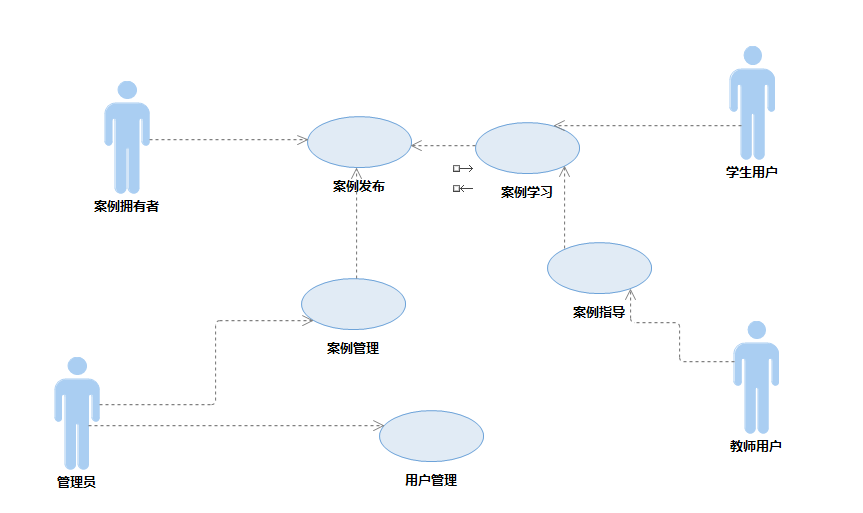 学生用户
案例发布
案例学习
案例拥有者
案例指导
案例管理
教师用户
用户管理
管理员